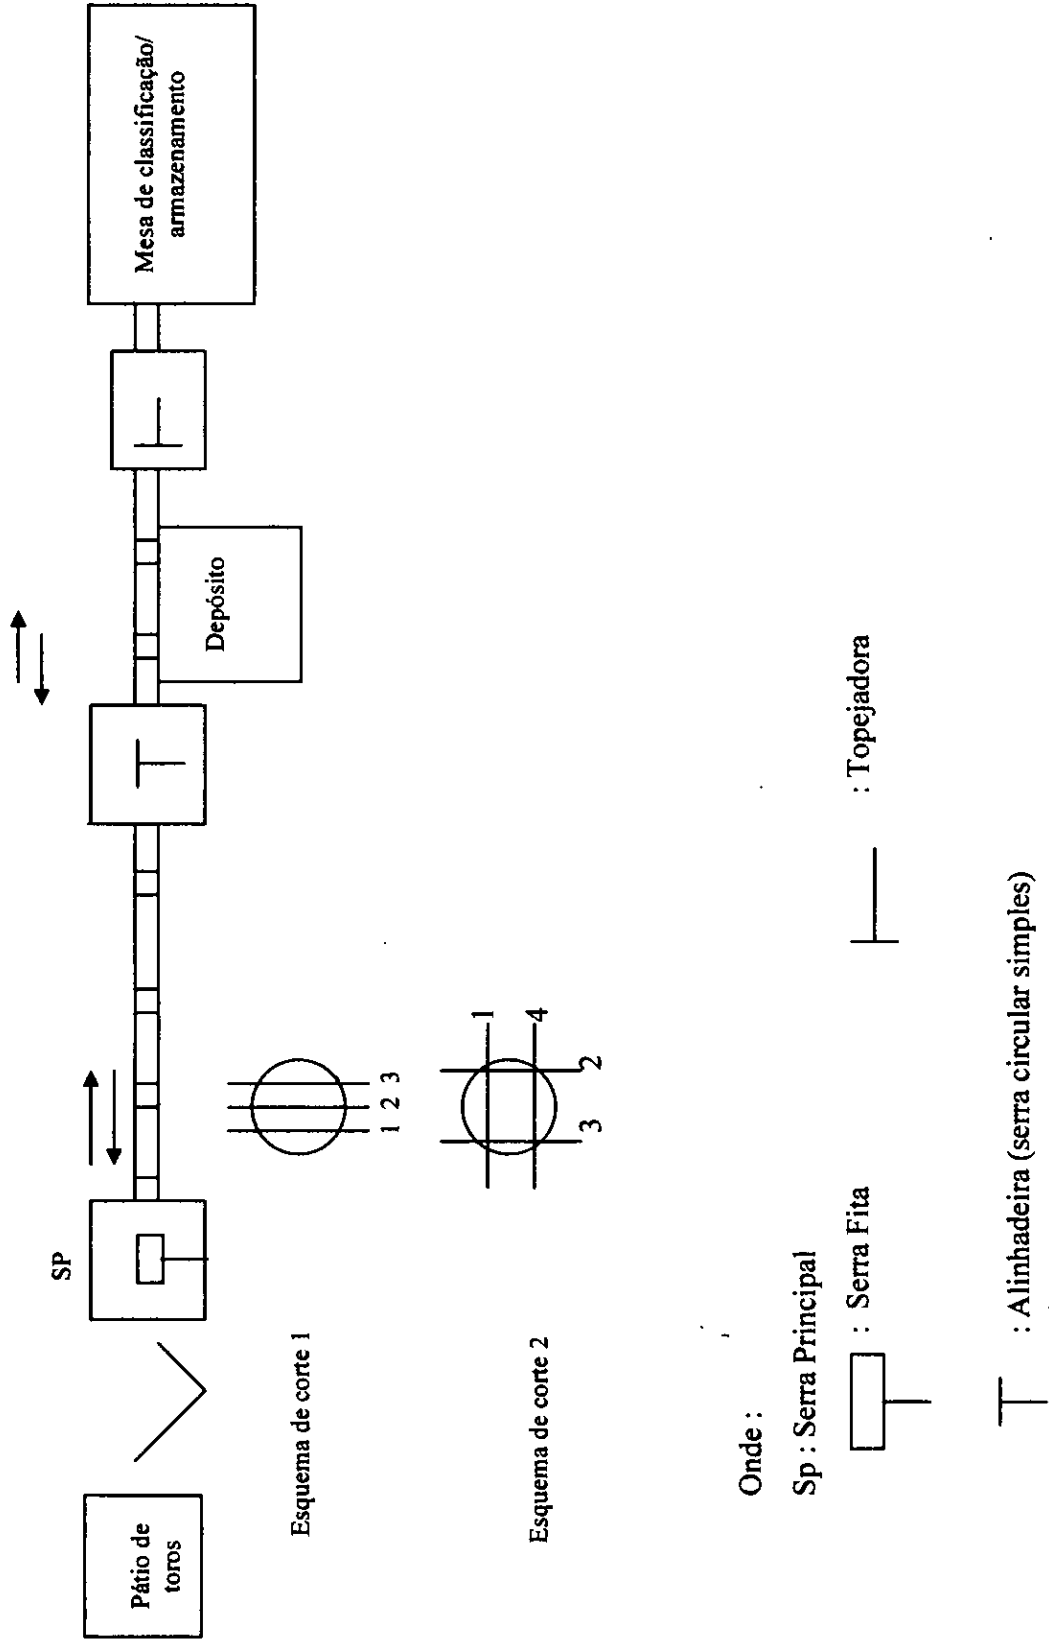 Pátio de
toros
SP
Depósito
Mesa de classificação/
armazenamento
Esquema de corte 1
1 2 3
Esquema de corte 2
1
4
3
2
Onde :
Sp : Serra Principal
: Serra Fita
: Topejadora
: Alinhadeira (serra circular simples)